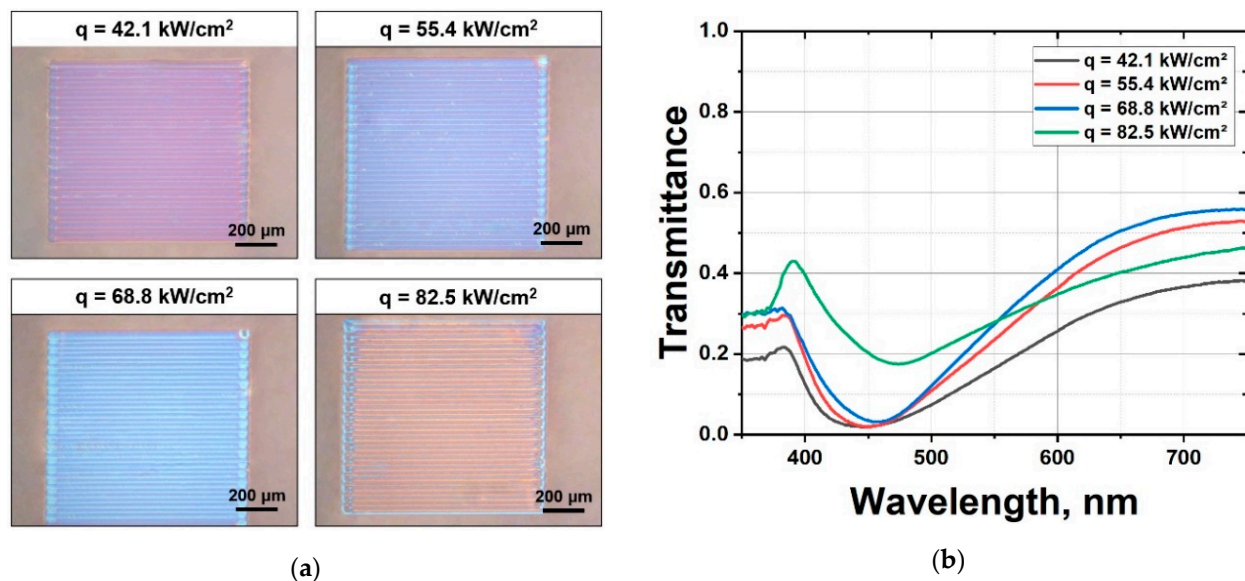 q = 42.1 kW/cm²
q = 55.4 kW/cm²
200 µm
200 µm
q = 68.8 kW/cm²
q = 82.5 kW/cm²
200 µm
200 µm
(a)
1.0
0.8
0.6
0.4
0.2
0.0
Transmittance
q = 42.1 kW/cm²
q = 55.4 kW/cm²
q = 68.8 kW/cm²
q = 82.5 kW/cm²
400 500 600 700
Wavelength, nm
(b)